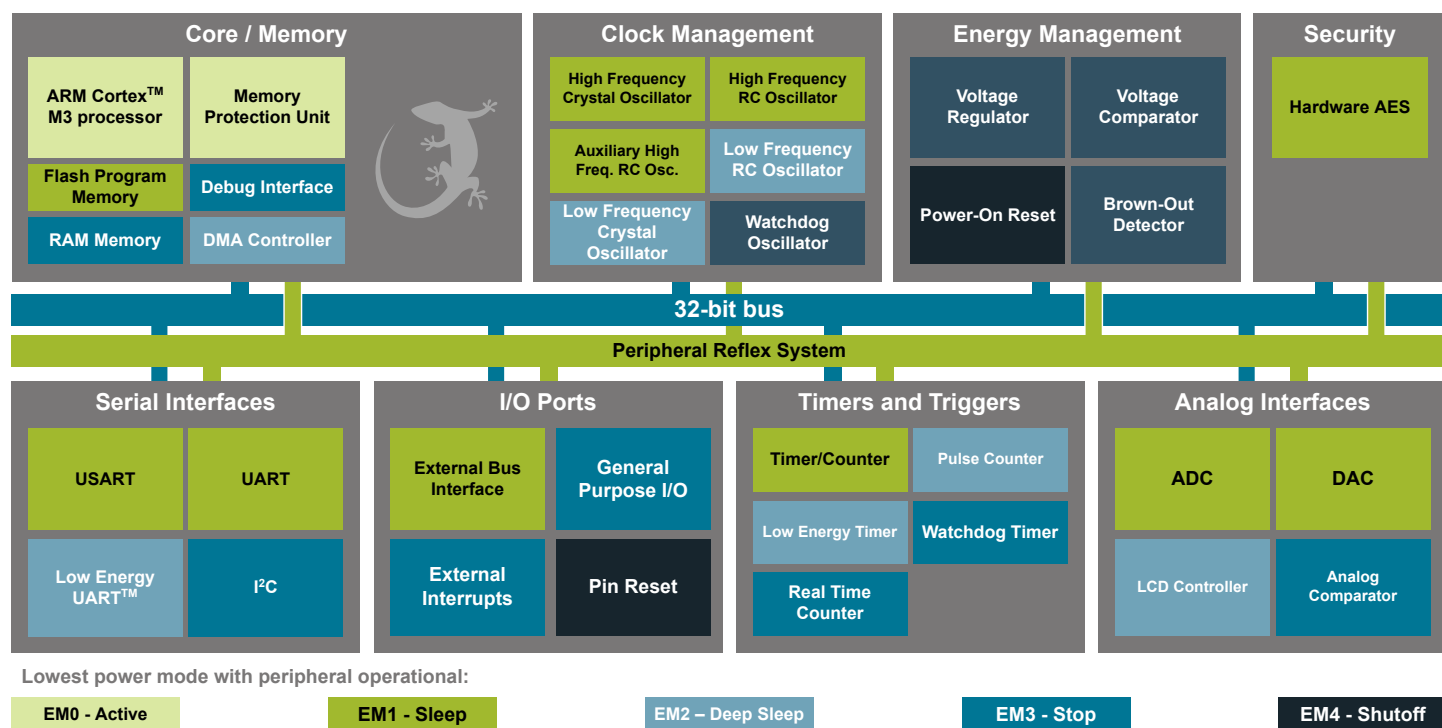 Core / Memory
ARM Cortex™
M3 processor
Memory
Protection Unit
Flash Program
Memory
Debug Interface
RAM Memory
DMA Controller
Clock Management
High Frequency
Crystal Oscillator
High Frequency
RC Oscillator
Auxiliary High
Freq. RC Osc.
Low Frequency
RC Oscillator
Low Frequency
Crystal
Oscillator
Watchdog
Oscillator
Energy Management
Voltage
Regulator
Voltage
Comparator
Power-On Reset
Brown-Out
Detector
Security
Hardware AES
32-bit bus
Peripheral Reflex System
Serial Interfaces
USART
UART
Low Energy
UART™
I²C
I/O Ports
External Bus
Interface
General
Purpose I/O
External
Interrupts
Pin Reset
Timers and Triggers
Timer/Counter
Pulse Counter
Low Energy Timer
Watchdog Timer
Real Time
Counter
Analog Interfaces
ADC
DAC
LCD Controller
Analog
Comparator
Lowest power mode with peripheral operational:
EM0 - Active
EM1 - Sleep
EM2 – Deep Sleep
EM3 - Stop
EM4 - Shutoff